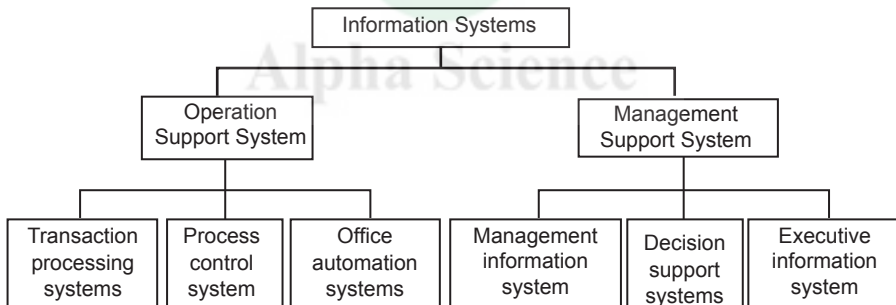 Information Systems
Alpha Science
Operation
Support System
Management
Support System
Transaction
processing
systems
Process
control
system
Office
automation
systems
Management
information
system
Decision
support
systems
Executive
information
system